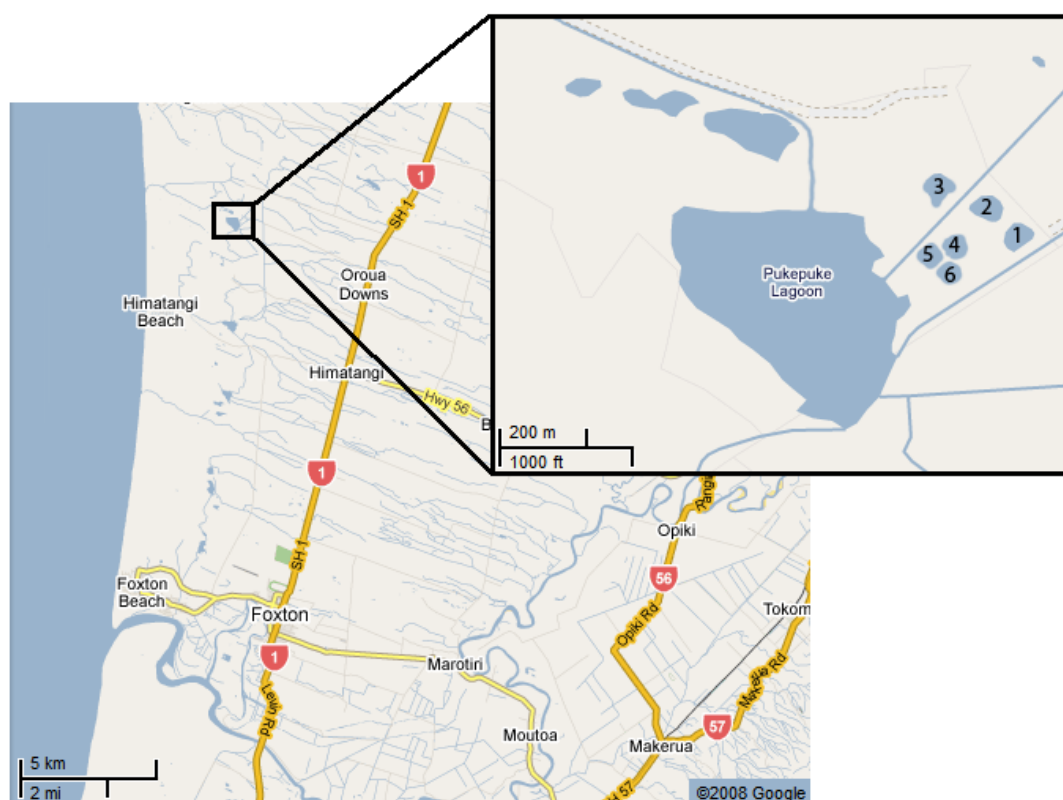 3
2
1
4
5
6
Pukepuke
Lagoon
200 m
1000 ft
1
SH 1
Oroua
Downs
Himatangi
Beach
Himatangi
Hwy 56
B
1
SH 1
Opiki
56
Opiki Rd
Foxton
Beach
Foxton
Tokom
1
Marotiri
Lewin Rd
57
Moutoa
Makerua
H 57
5 km
2 mi
©2008 Google